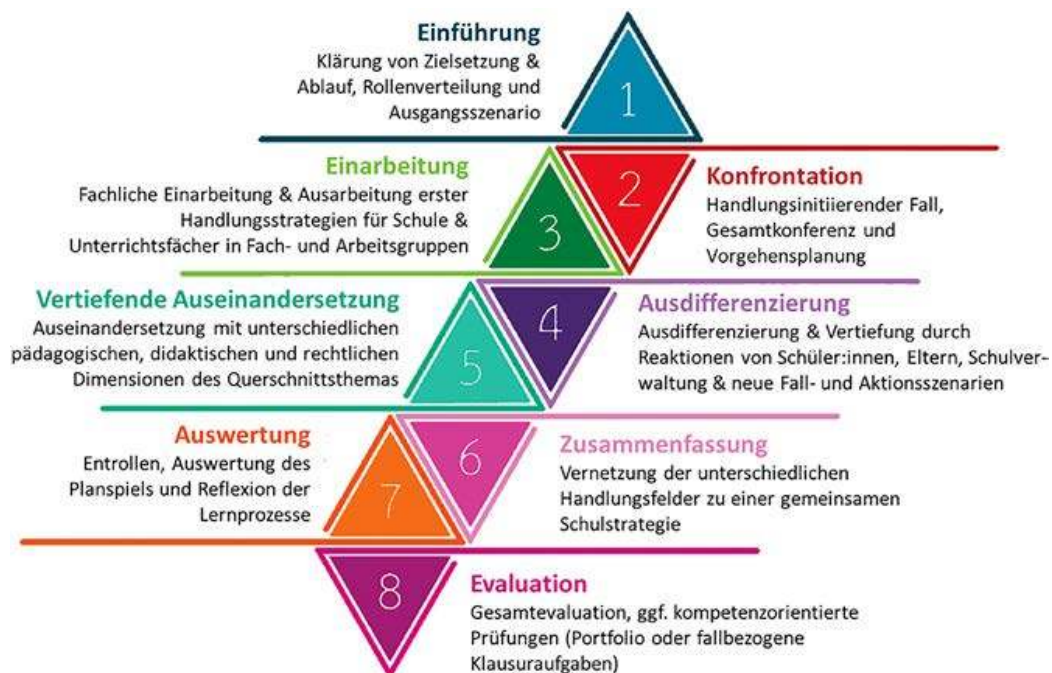 Einführung
Klärung von Zielsetzung &
Ablauf, Rollenverteilung und
Ausgangsszenario
1
Konfrontation
Handlungsinitiierender Fall,
Gesamtkonferenz und
Vorgehensplanung
2
Einarbeitung
Fachliche Einarbeitung & Ausarbeitung erster
Handlungsstrategien für Schule &
Unterrichtsfächer in Fach- und Arbeitsgruppen
3
Ausdifferenzierung
Ausdifferenzierung & Vertiefung durch
Reaktionen von Schüler:innen, Eltern, Schulver-
waltung & neue Fall- und Aktionsszenarien
4
Vertiefende Auseinandersetzung
Auseinandersetzung mit unterschiedlichen
pädagogischen, didaktischen und rechtlichen
Dimensionen des Querschnittsthemas
5
Zusammenfassung
Vernetzung der unterschiedlichen
Handlungsfelder zu einer gemeinsamen
Schulstrategie
6
Auswertung
Entrollen, Auswertung des
Planspiels und Reflexion der
Lernprozesse
7
8
Evaluation
Gesamtevaluation, ggf. kompetenzorientierte
Prüfungen (Portfolio oder fallbezogene
Klausuraufgaben)